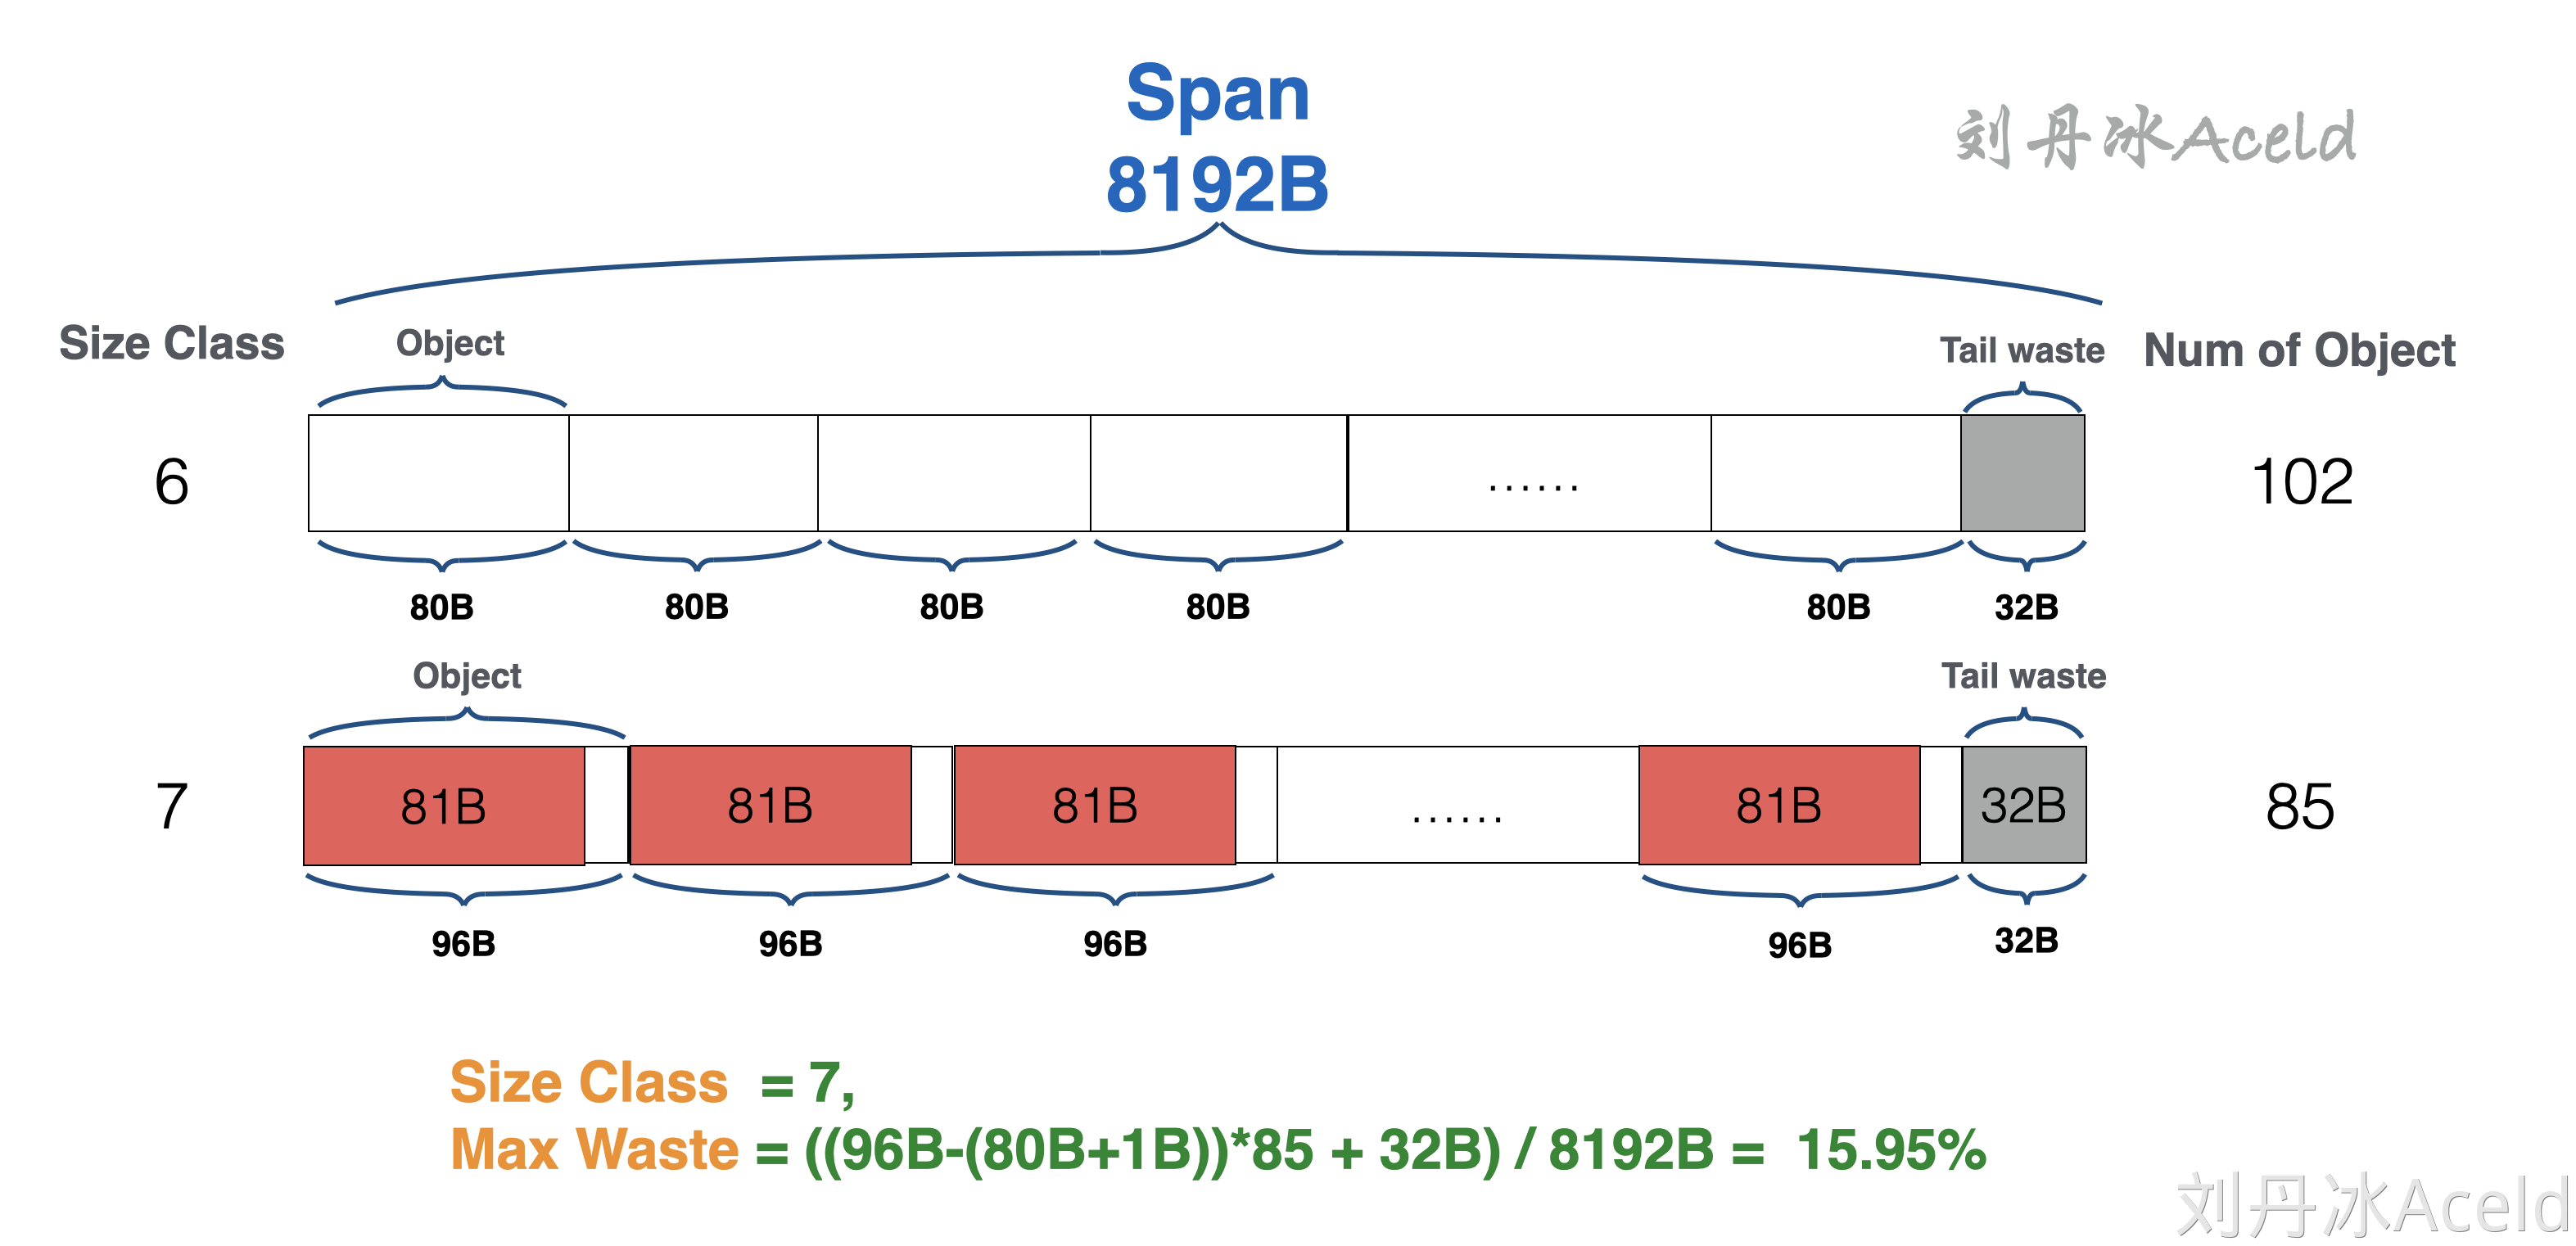 Span
8192B
刘丹冰Aceld
Size Class
Object
Tail waste
Num of Object
6
......
102
80B 80B 80B 80B 80B 32B
Object
Tail waste
7
81B 81B 81B ...... 81B 32B
85
96B 96B 96B 96B 32B
Size Class = 7,
Max Waste = ((96B-(80B+1B))*85 + 32B) / 8192B = 15.95%
刘丹冰Aceld